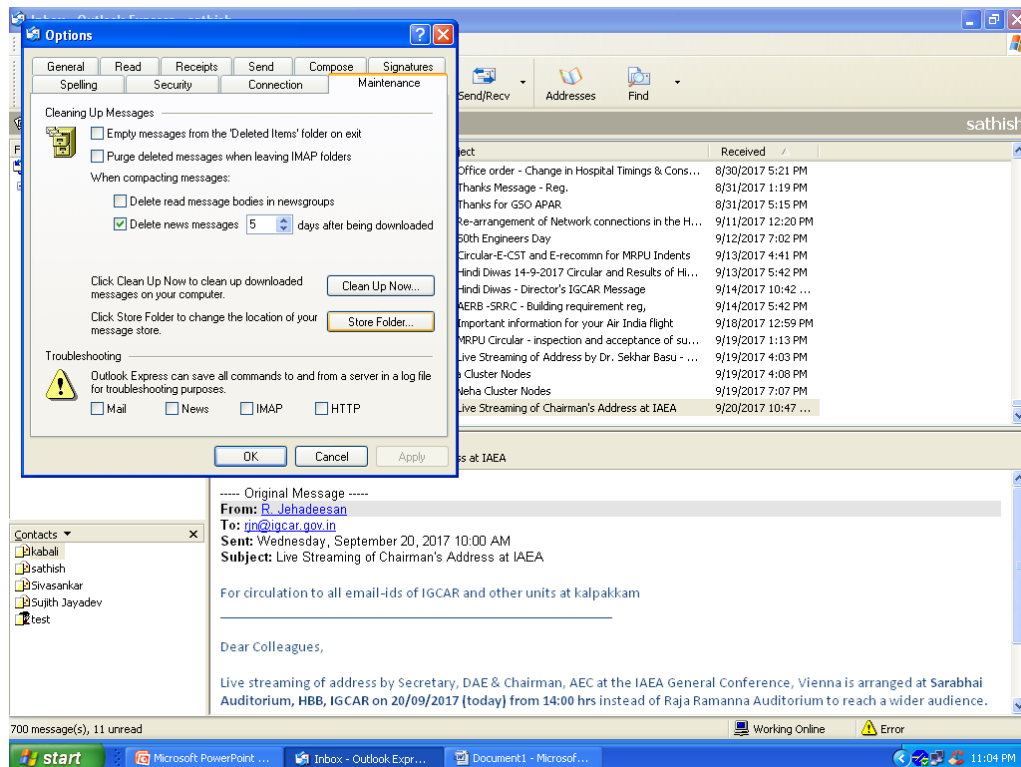 Inbox - Outlook Express - sathish
Options
General Read Receipts Send Compose Signatures
Spelling Security Connection Maintenance
Cleaning Up Messages
Empty messages from the 'Deleted Items' folder on exit
Purge deleted messages when leaving IMAP folders
When compacting messages:
Delete read message bodies in newsgroups
Delete news messages 5 days after being downloaded
Click Clean Up Now to clean up downloaded
messages on your computer.
Clean Up Now...
Click Store Folder to change the location of your
message store.
Store Folder...
Troubleshooting
Outlook Express can save all commands to and from a server in a log file
for troubleshooting purposes.
Mail News IMAP HTTP
OK Cancel Apply
Send/Recv Addresses Find
sathish
ject Received
Office order - Change in Hospital Timings & Cons... 8/30/2017 5:21 PM
Thanks Message - Reg. 8/31/2017 1:19 PM
Thanks for GSO APAR 8/31/2017 5:15 PM
Re-arrangement of Network connections in the H... 9/11/2017 12:20 PM
50th Engineers Day 9/12/2017 7:02 PM
Circular-E-CST and E-recommn for MRPU Indents 9/13/2017 4:41 PM
Hindi Diwas 14-9-2017 Circular and Results of Hi... 9/13/2017 5:42 PM
Hindi Diwas - Director's IGCAR Message 9/14/2017 10:42 ...
AERB -SRRC - Building requirement reg, 9/14/2017 5:42 PM
Important information for your Air India flight 9/18/2017 12:59 PM
MRPU Circular - inspection and acceptance of su... 9/19/2017 1:13 PM
Live Streaming of Address by Dr. Sekhar Basu - ... 9/19/2017 4:03 PM
a Cluster Nodes 9/19/2017 4:08 PM
Neha Cluster Nodes 9/19/2017 7:07 PM
Live Streaming of Chairman's Address at IAEA 9/20/2017 10:47 ...
ss at IAEA
----- Original Message -----
From: R. Jehadeesan
To: rjn@igcar.gov.in
Sent: Wednesday, September 20, 2017 10:00 AM
Subject: Live Streaming of Chairman's Address at IAEA
For circulation to all email-ids of IGCAR and other units at kalpakkam
Dear Colleagues,
Live streaming of address by Secretary, DAE & Chairman, AEC at the IAEA General Conference, Vienna is arranged at Sarabhai
Auditorium, HBB, IGCAR on 20/09/2017 (today) from 14:00 hrs instead of Raja Ramanna Auditorium to reach a wider audience.
Contacts
kabali
sathish
Sivasankar
Sujith Jayadev
test
700 message(s), 11 unread Working Online Error
start Microsoft PowerPoint ... Inbox - Outlook Expr... Document1 - Microsof... 11:04 PM